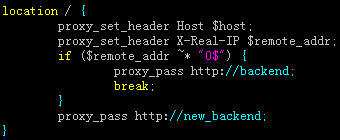 location / {
proxy_set_header Host $host;
proxy_set_header X-Real-IP $remote_addr;
if ($remote_addr ~* "0$") {
proxy_pass http://backend;
break;
}
proxy_pass http://new_backend;
}